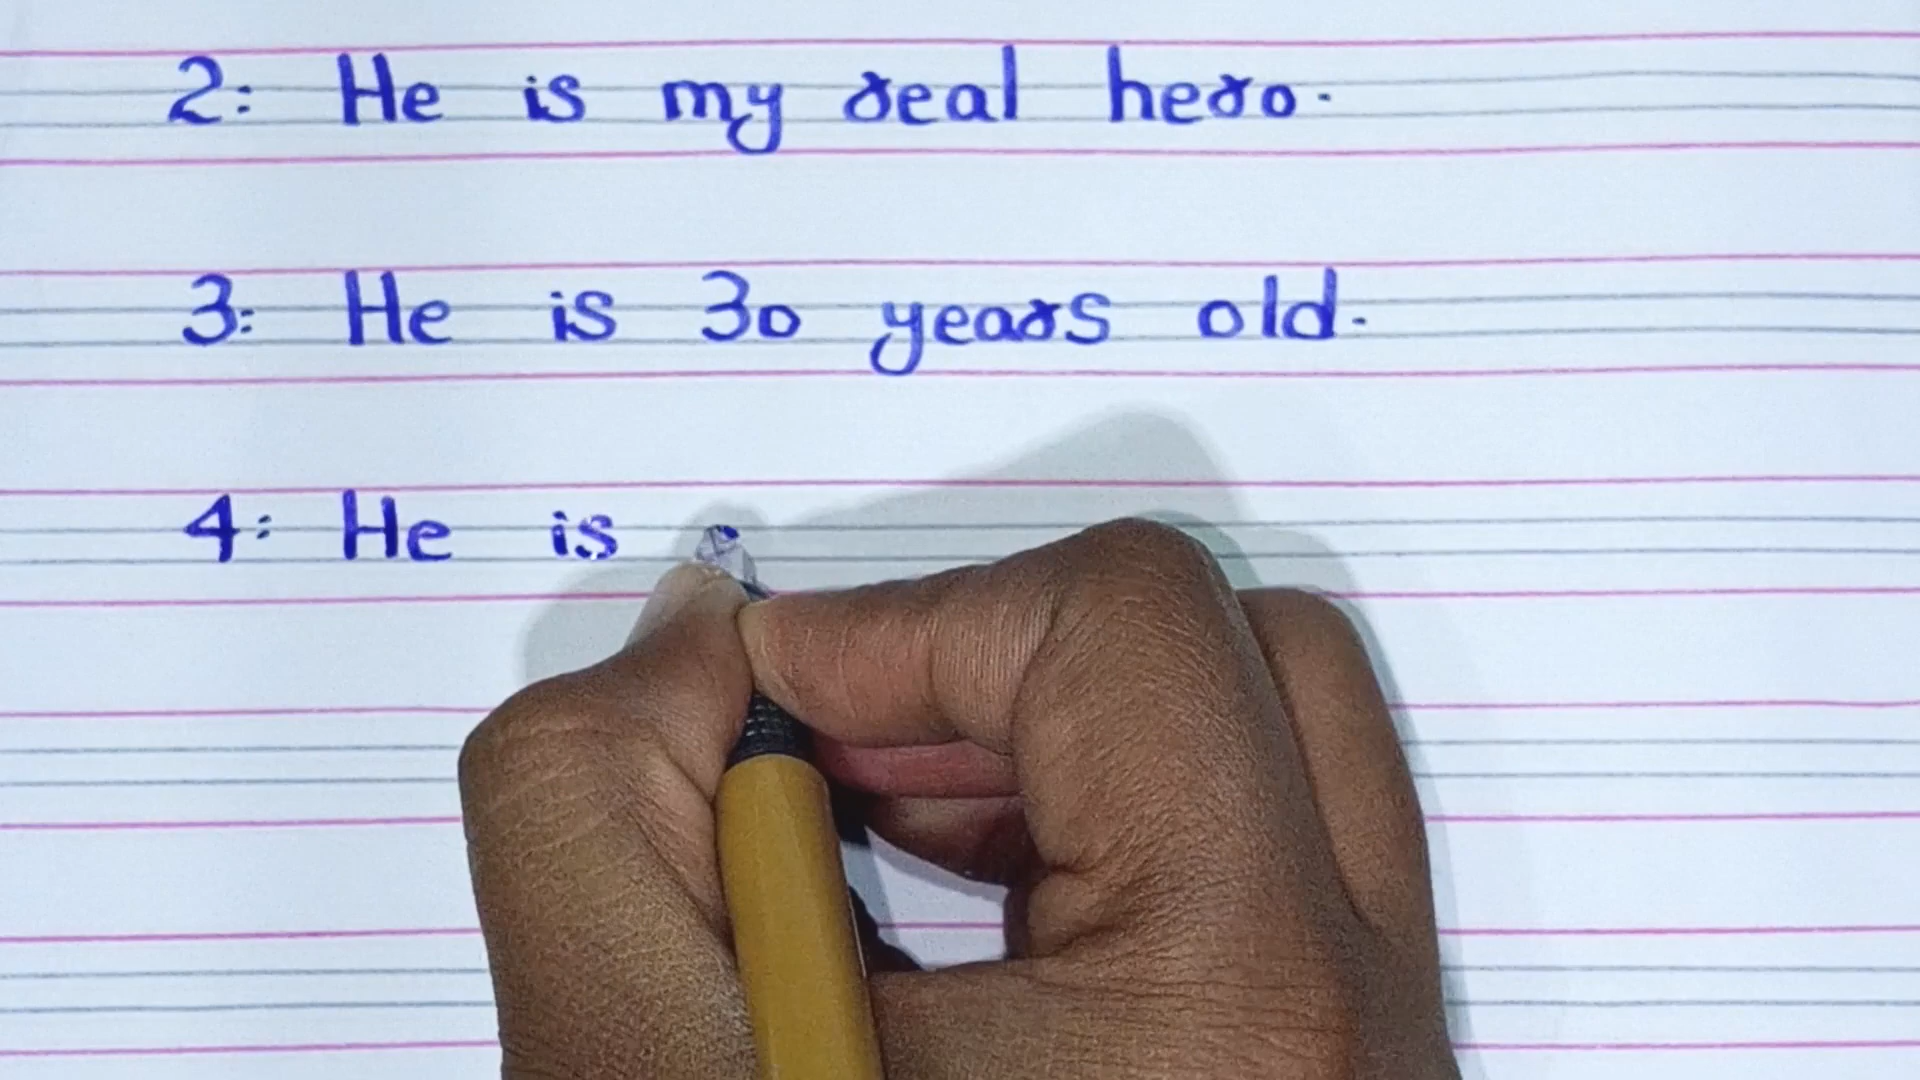 2: He is my real hero.
3: He is 30 years old.
4: He is